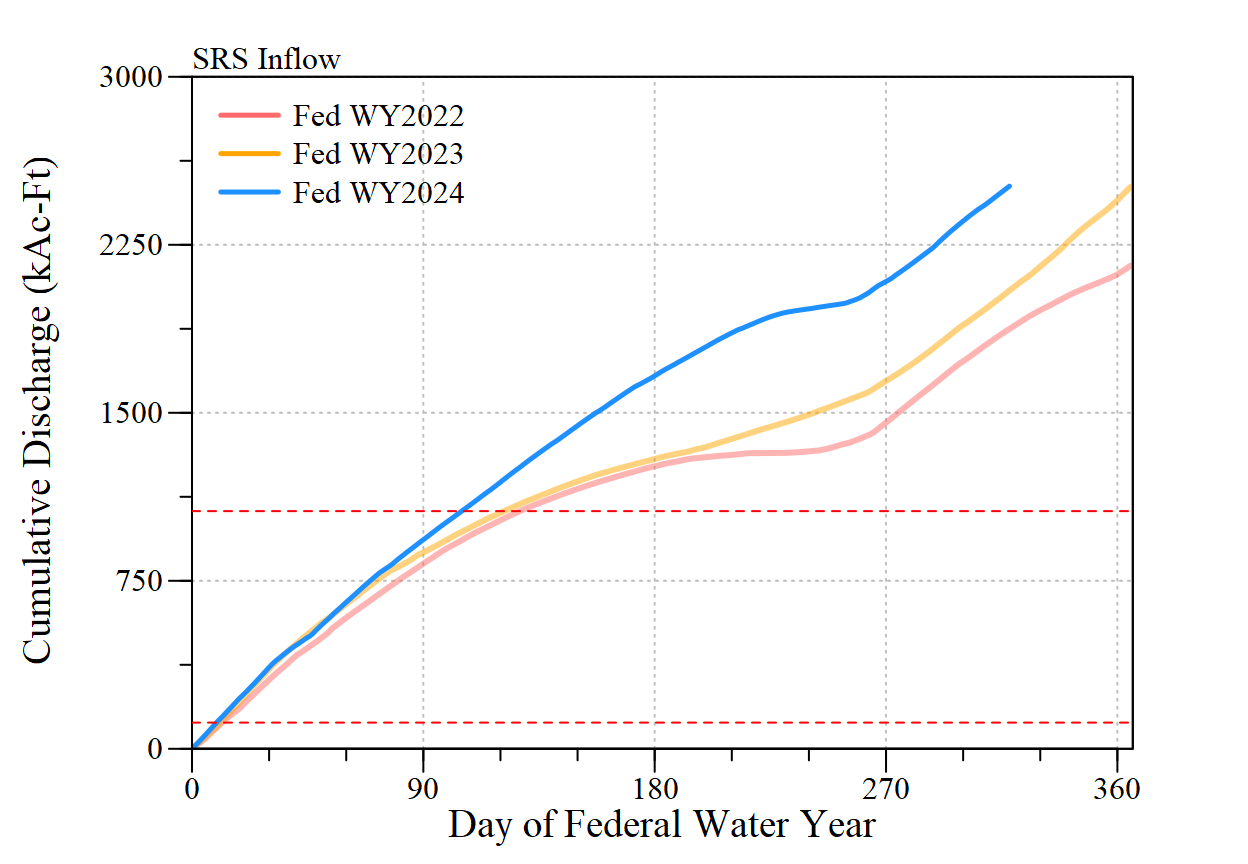 SRS Inflow
3000
2250
1500
750
0
Cumulative Discharge (kAc-Ft)
Fed WY2022
Fed WY2023
Fed WY2024
0 90 180 270 360
Day of Federal Water Year